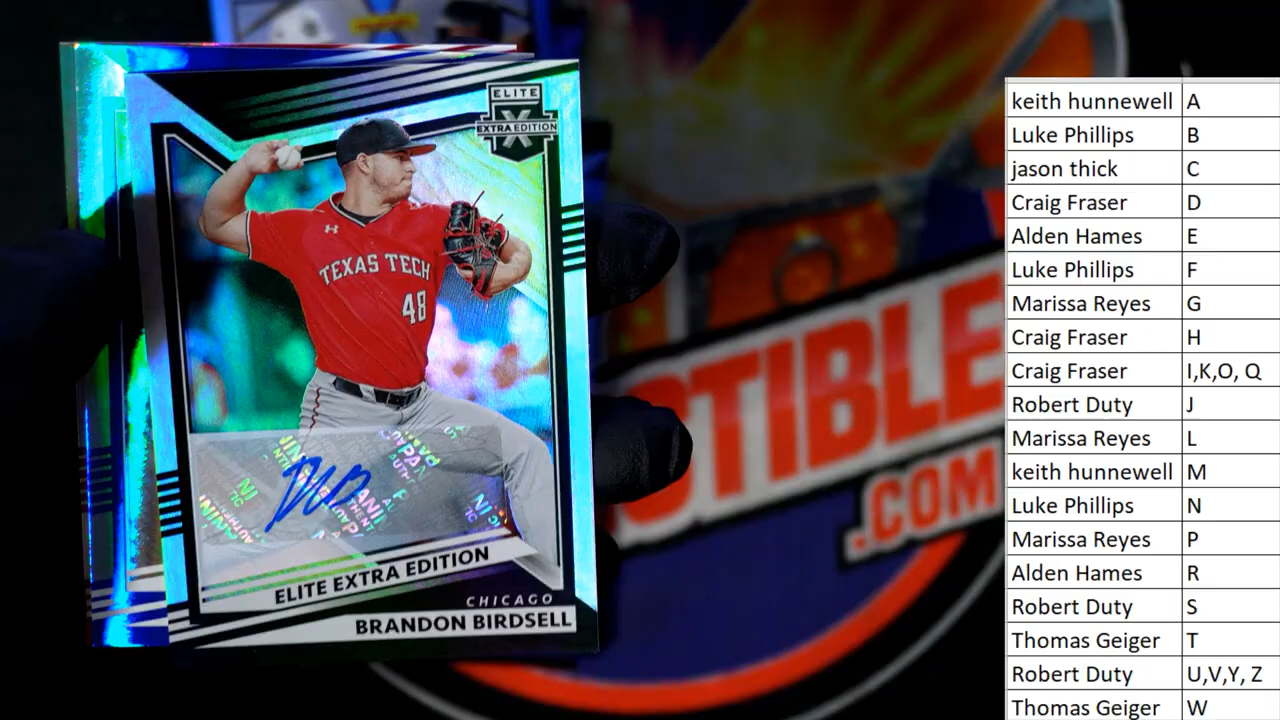 ELITE
X
EXTRA EDITION
TEXAS TECH
48
ELITE EXTRA EDITION
CHICAGO
BRANDON BIRDSELL
TIBLE
.COM
keith hunnewell A
Luke Phillips B
jason thick C
Craig Fraser D
Alden Hames E
Luke Phillips F
Marissa Reyes G
Craig Fraser H
Craig Fraser I,K,O, Q
Robert Duty J
Marissa Reyes L
keith hunnewell M
Luke Phillips N
Marissa Reyes P
Alden Hames R
Robert Duty S
Thomas Geiger T
Robert Duty U,V,Y, Z
Thomas Geiger W